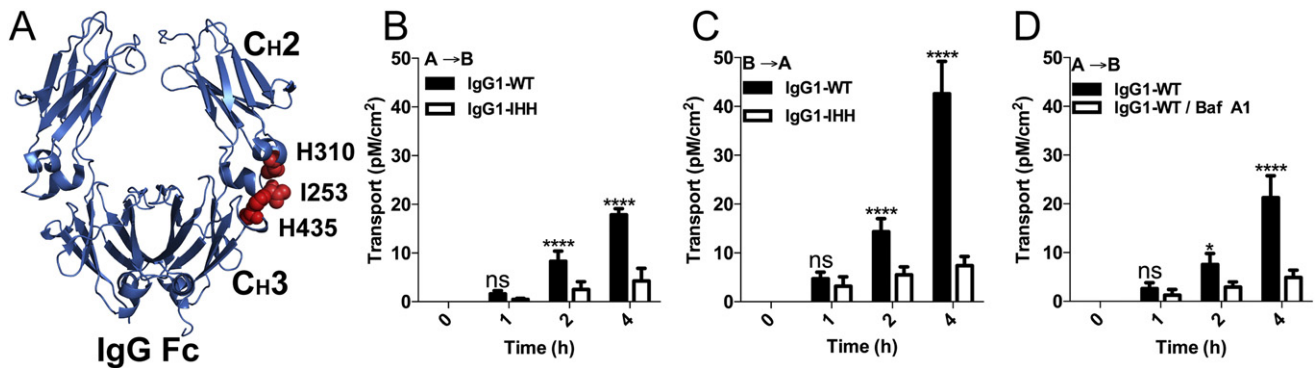 A
CH2
H310
I253
H435
CH3
IgG Fc
B
A →B
IgG1-WT
IgG1-IHH
Transport (pM/cm²)
50
40
30
20
10
0
ns
****
****
0
1
2
4
Time (h)
C
B →A
IgG1-WT
IgG1-IHH
Transport (pM/cm²)
50
40
30
20
10
0
ns
****
****
0
1
2
4
Time (h)
D
A →B
IgG1-WT
IgG1-WT / Baf A1
Transport (pM/cm²)
50
40
30
20
10
0
ns
*
****
0
1
2
4
Time (h)